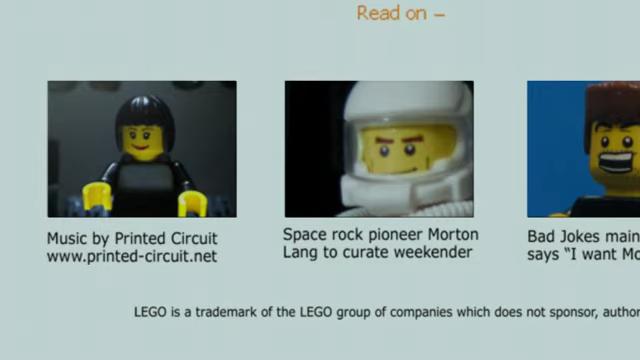 Read on –
Music by Printed Circuit
www.printed-circuit.net
Space rock pioneer Morton
Lang to curate weekender
Bad Jokes main
says “I want Mo
LEGO is a trademark of the LEGO group of companies which does not sponsor, author